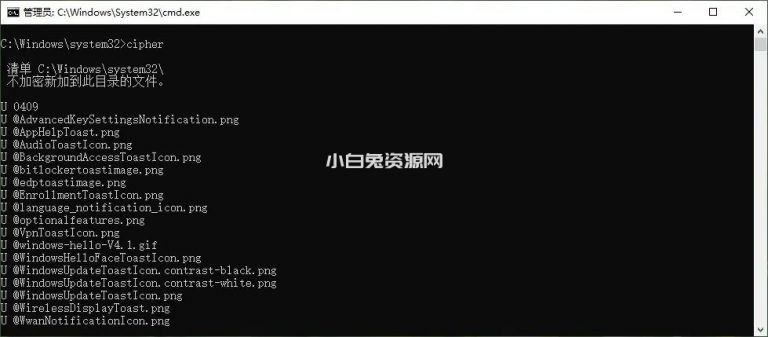 管理员: C:\Windows\System32\cmd.exe
C:\Windows\system32>cipher
清单 C:\Windows\system32\
不加密新加到此目录的文件。
U 0409
U @AdvancedKeySettingsNotification.png
U @AppHelpToast.png
U @AudioToastIcon.png
U @BackgroundAccessToastIcon.png
U @bitlockertoastimage.png
U @edptoastimage.png
U @EnrollmentToastIcon.png
U @language_notification_icon.png
U @optionalfeatures.png
U @VpnToastIcon.png
U @windows-hello-V4.1.gif
U @WindowsHelloFaceToastIcon.png
U @WindowsUpdateToastIcon.contrast-black.png
U @WindowsUpdateToastIcon.contrast-white.png
U @WindowsUpdateToastIcon.png
U @WirelessDisplayToast.png
U @WwanNotificationIcon.png
小白兔资源网